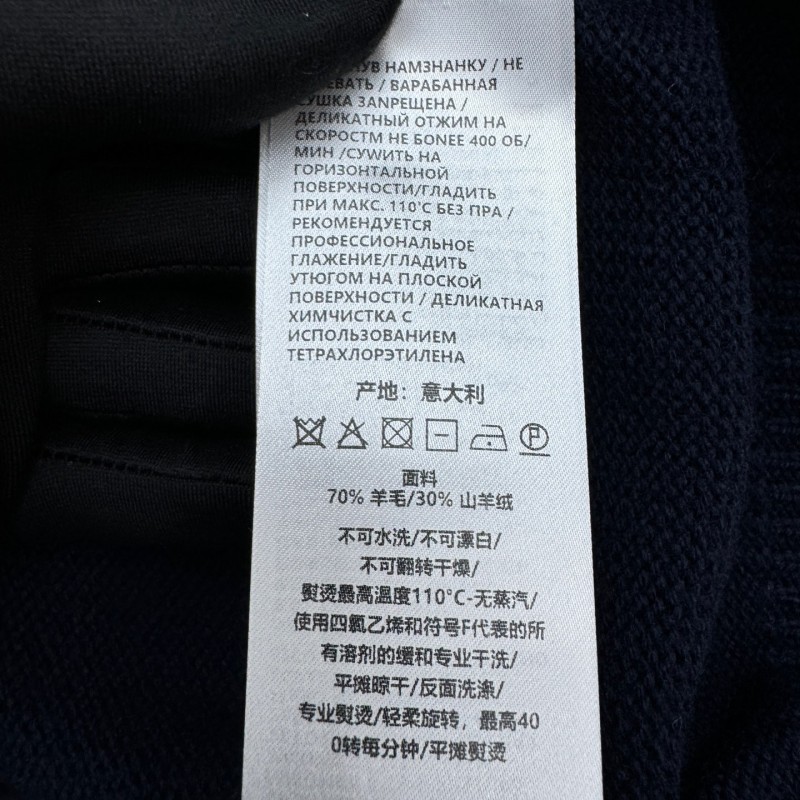 НАМЗНАНКУ / НЕ
/ ВАРАБАННАЯ
СУШКА ЗАNРЕЩЕНА /
ДЕЛИКАТНЫЙ ОТЖИМ НА
СКОРОСТМ НЕ БОNЕЕ 400 ОБ/
МИН /СУWИТЬ НА
ГОРИЗОНТАЛЬНОЙ
ПОВЕРХНОСТИ/ГЛАДИТЬ
ПРИ МАКС. 110°С БЕЗ ПРА /
РЕКОМЕНДУЕТСЯ
ПРОФЕССИОНАЛЬНОЕ
ГЛАЖЕНИЕ/ГЛАДИТЬ
УТЮГОМ НА ПЛОСКОЙ
ПОВЕРХНОСТИ / ДЕЛИКАТНАЯ
ХИМЧИСТКА С
ИСПОЛЬЗОВАНИЕМ
ТЕТРАХЛОРЭТИЛЕНА
产地：意大利
P
面料
70% 羊毛/30% 山羊绒
不可水洗/不可漂白/
不可翻转干燥/
熨烫最高温度110°C-无蒸汽/
使用四氯乙烯和符号F代表的所
有溶剂的缓和专业干洗/
平摊晾干/反面洗涤/
专业熨烫/轻柔旋转，最高40
0转每分钟/平摊熨烫